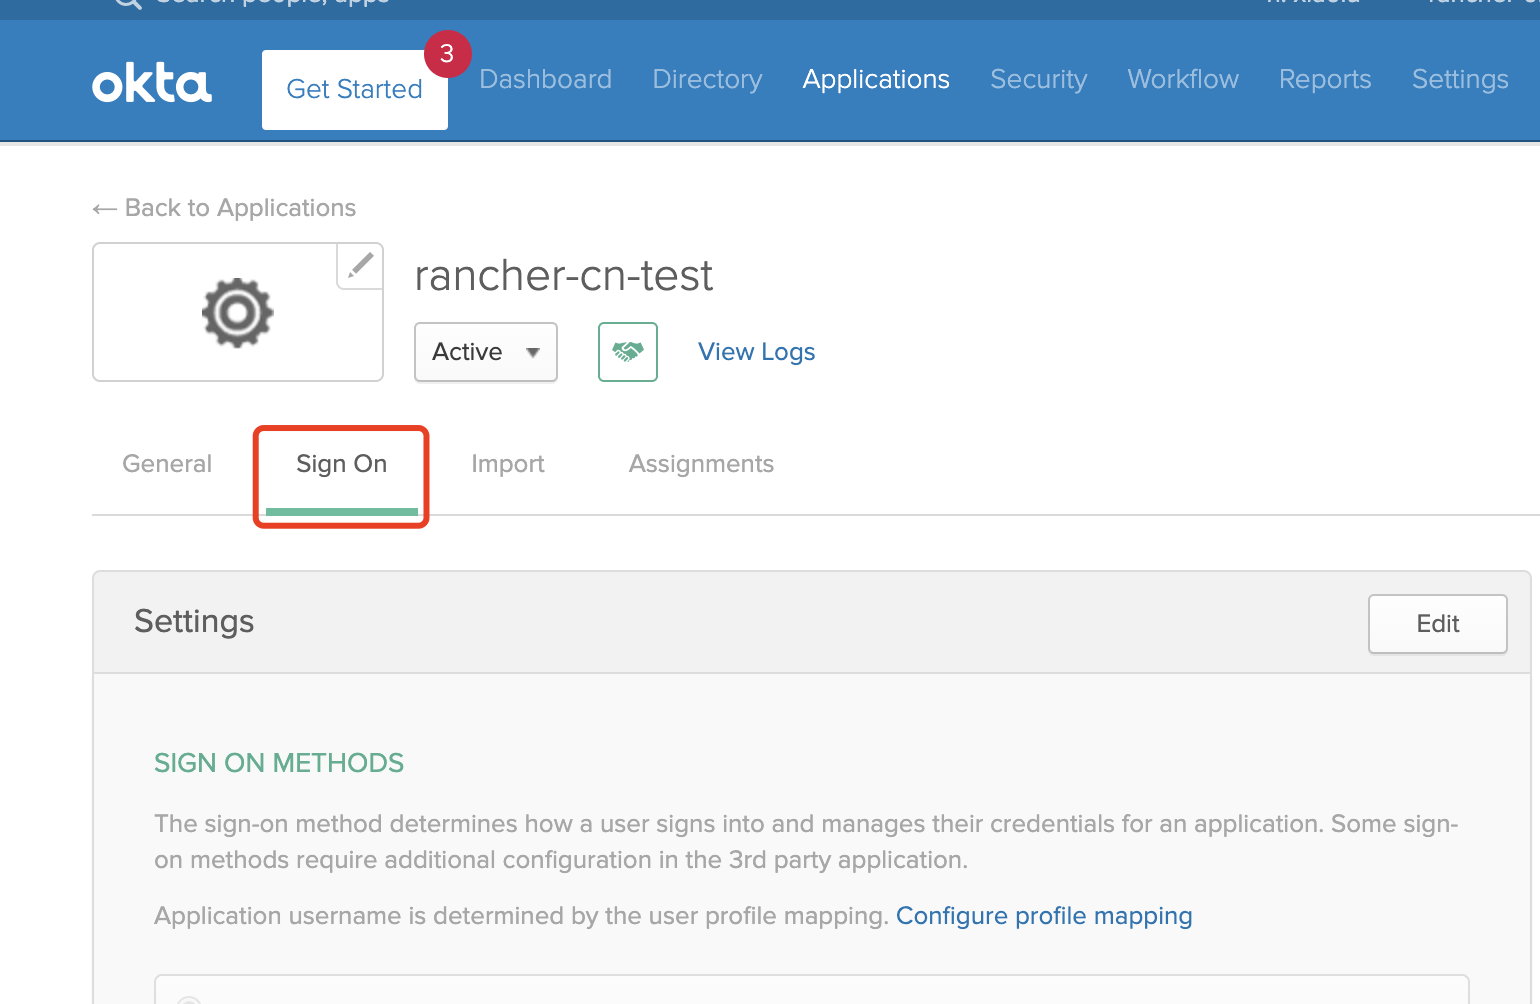 Search people, apps
okta
Get Started
3
Dashboard
Directory
Applications
Security
Workflow
Reports
Settings
← Back to Applications
rancher-cn-test
Active
View Logs
General
Sign On
Import
Assignments
Settings
Edit
SIGN ON METHODS
The sign-on method determines how a user signs into and manages their credentials for an application. Some sign-
on methods require additional configuration in the 3rd party application.
Application username is determined by the user profile mapping. Configure profile mapping